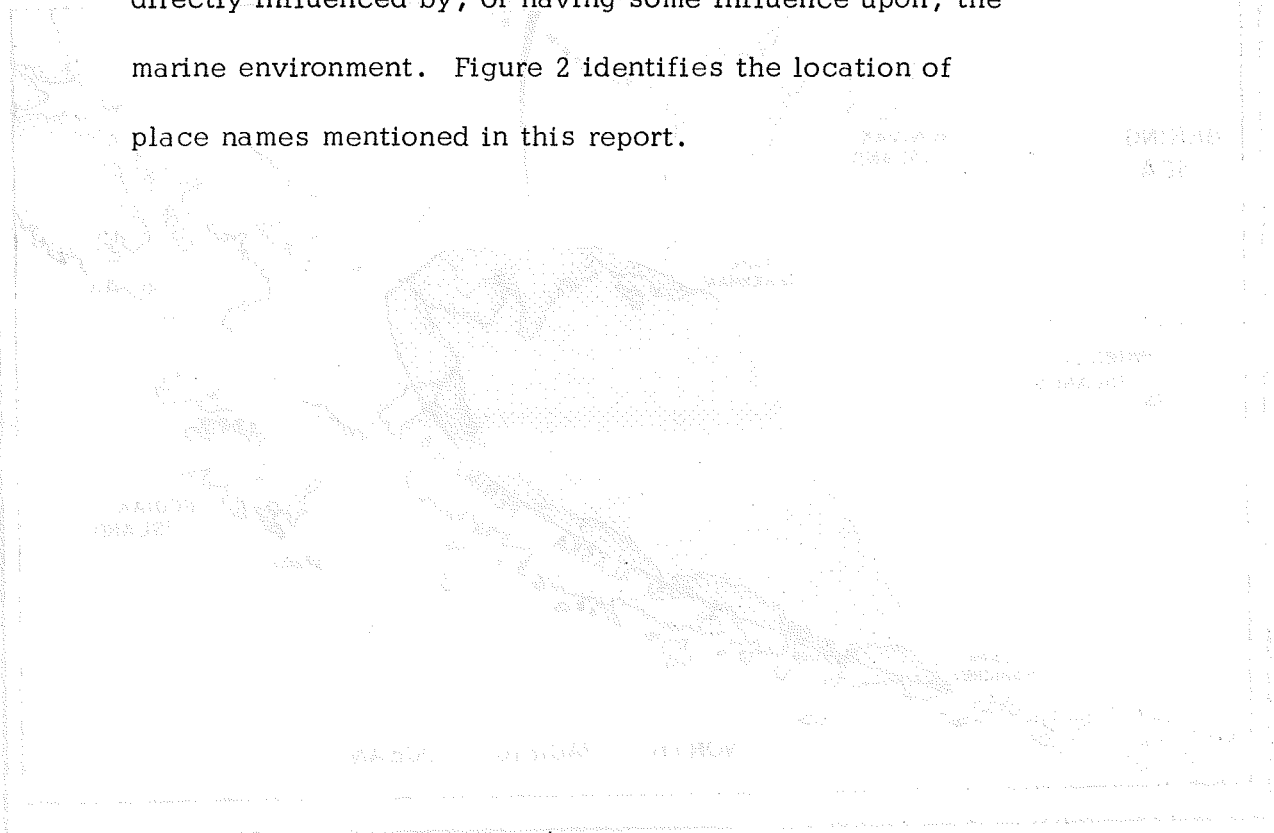 directly influenced by, or having some influence upon, the
marine environment. Figure 2 identifies the location of
place names mentioned in this report.